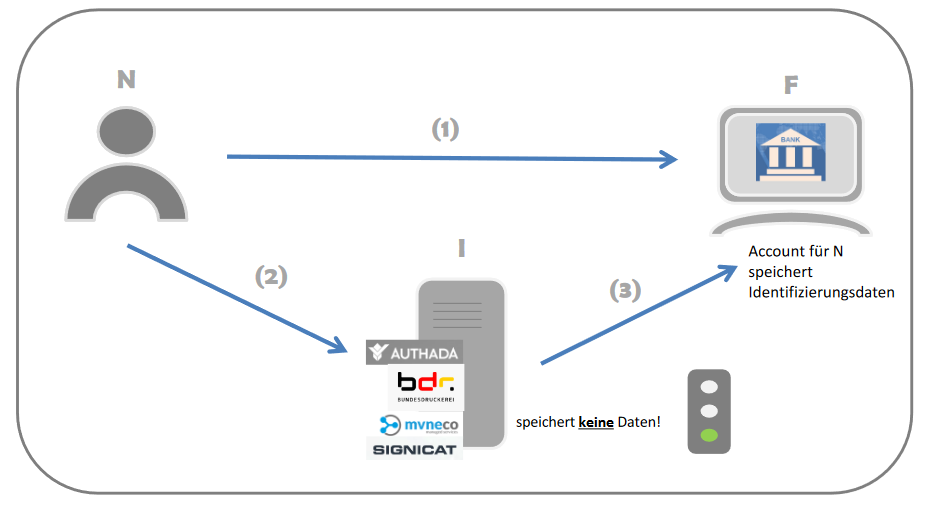 N
F
(1)
BANK
(2)
I
(3)
Account für N
speichert
Identifizierungsdaten
AUTHADA
bdr.
BUNDESDRUCKEREI
mvneco
speichert keine Daten!
SIGNICAT